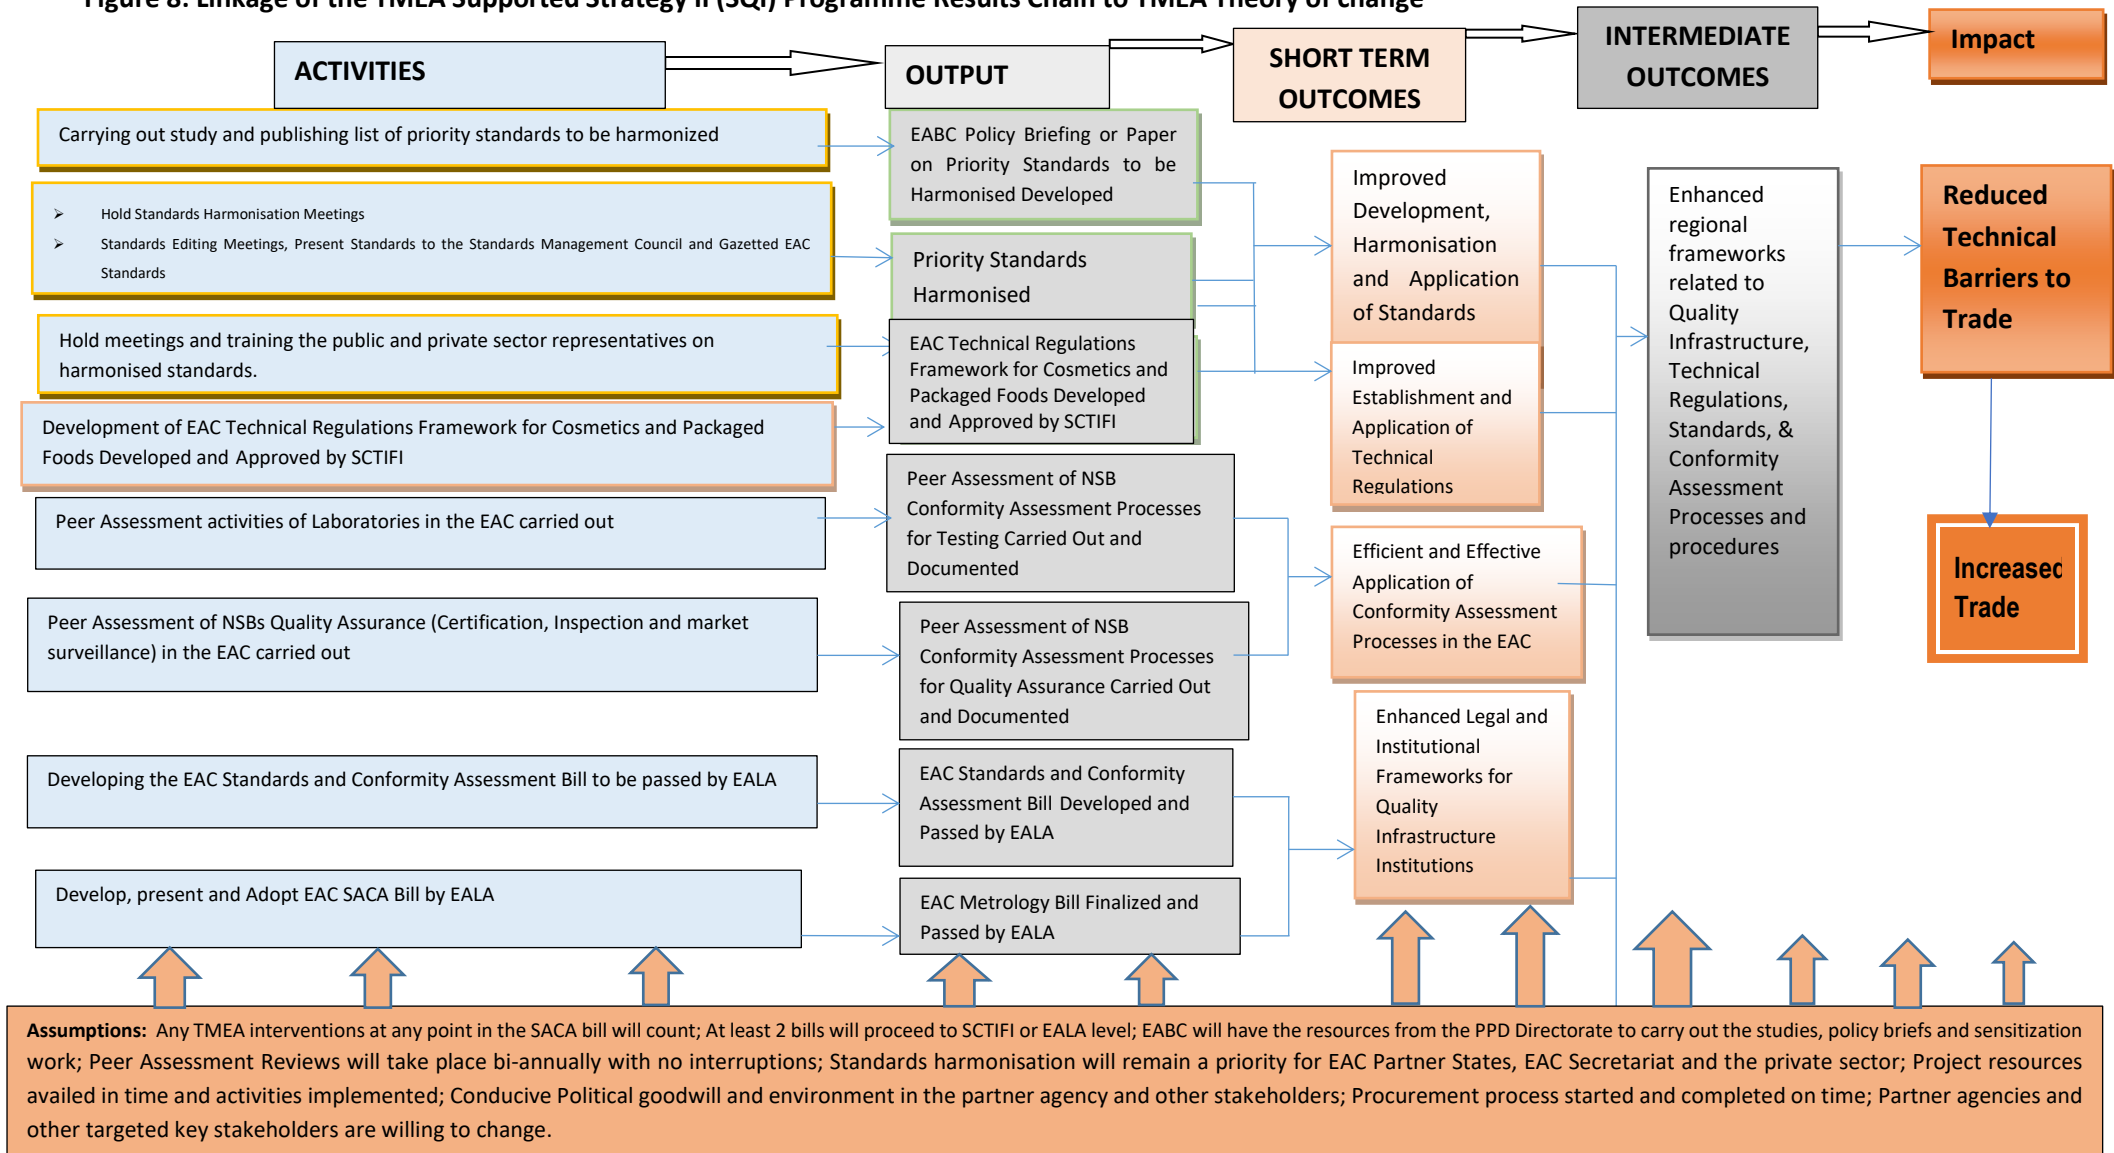 Figure 8: Linkage of the TMEA Supported Strategy II (SQI) Programme Results Chain to TMEA Theory of change
ACTIVITIES
OUTPUT
SHORT TERM
OUTCOMES
INTERMEDIATE
OUTCOMES
Impact
Carrying out study and publishing list of priority standards to be harmonized
Hold Standards Harmonisation Meetings
Standards Editing Meetings, Present Standards to the Standards Management Council and Gazetted EAC
Standards
Hold meetings and training the public and private sector representatives on
harmonised standards.
Development of EAC Technical Regulations Framework for Cosmetics and Packaged
Foods Developed and Approved by SCTIFI
Peer Assessment activities of Laboratories in the EAC carried out
Peer Assessment of NSBs Quality Assurance (Certification, Inspection and market
surveillance) in the EAC carried out
Developing the EAC Standards and Conformity Assessment Bill to be passed by EALA
Develop, present and Adopt EAC SACA Bill by EALA
EABC Policy Briefing or Paper
on Priority Standards to be
Harmonised Developed
Priority Standards
Harmonised
EAC Technical Regulations
Framework for Cosmetics and
Packaged Foods Developed
and Approved by SCTIFI
Peer Assessment of NSB
Conformity Assessment Processes
for Testing Carried Out and
Documented
Peer Assessment of NSB
Conformity Assessment Processes
for Quality Assurance Carried Out
and Documented
EAC Standards and Conformity
Assessment Bill Developed and
Passed by EALA
EAC Metrology Bill Finalized and
Passed by EALA
Improved
Development,
Harmonisation
and Application
of Standards
Improved
Establishment and
Application of
Technical
Regulations
Efficient and Effective
Application of
Conformity Assessment
Processes in the EAC
Enhanced Legal and
Institutional
Frameworks for
Quality
Infrastructure
Institutions
Enhanced
regional
frameworks
related to
Quality
Infrastructure,
Technical
Regulations,
Standards, &
Conformity
Assessment
Processes and
procedures
Reduced
Technical
Barriers to
Trade
Increased
Trade
Assumptions: Any TMEA interventions at any point in the SACA bill will count; At least 2 bills will proceed to SCTIFI or EALA level; EABC will have the resources from the PPD Directorate to carry out the studies, policy briefs and sensitization
work; Peer Assessment Reviews will take place bi-annually with no interruptions; Standards harmonisation will remain a priority for EAC Partner States, EAC Secretariat and the private sector; Project resources
availed in time and activities implemented; Conducive Political goodwill and environment in the partner agency and other stakeholders; Procurement process started and completed on time; Partner agencies and
other targeted key stakeholders are willing to change.